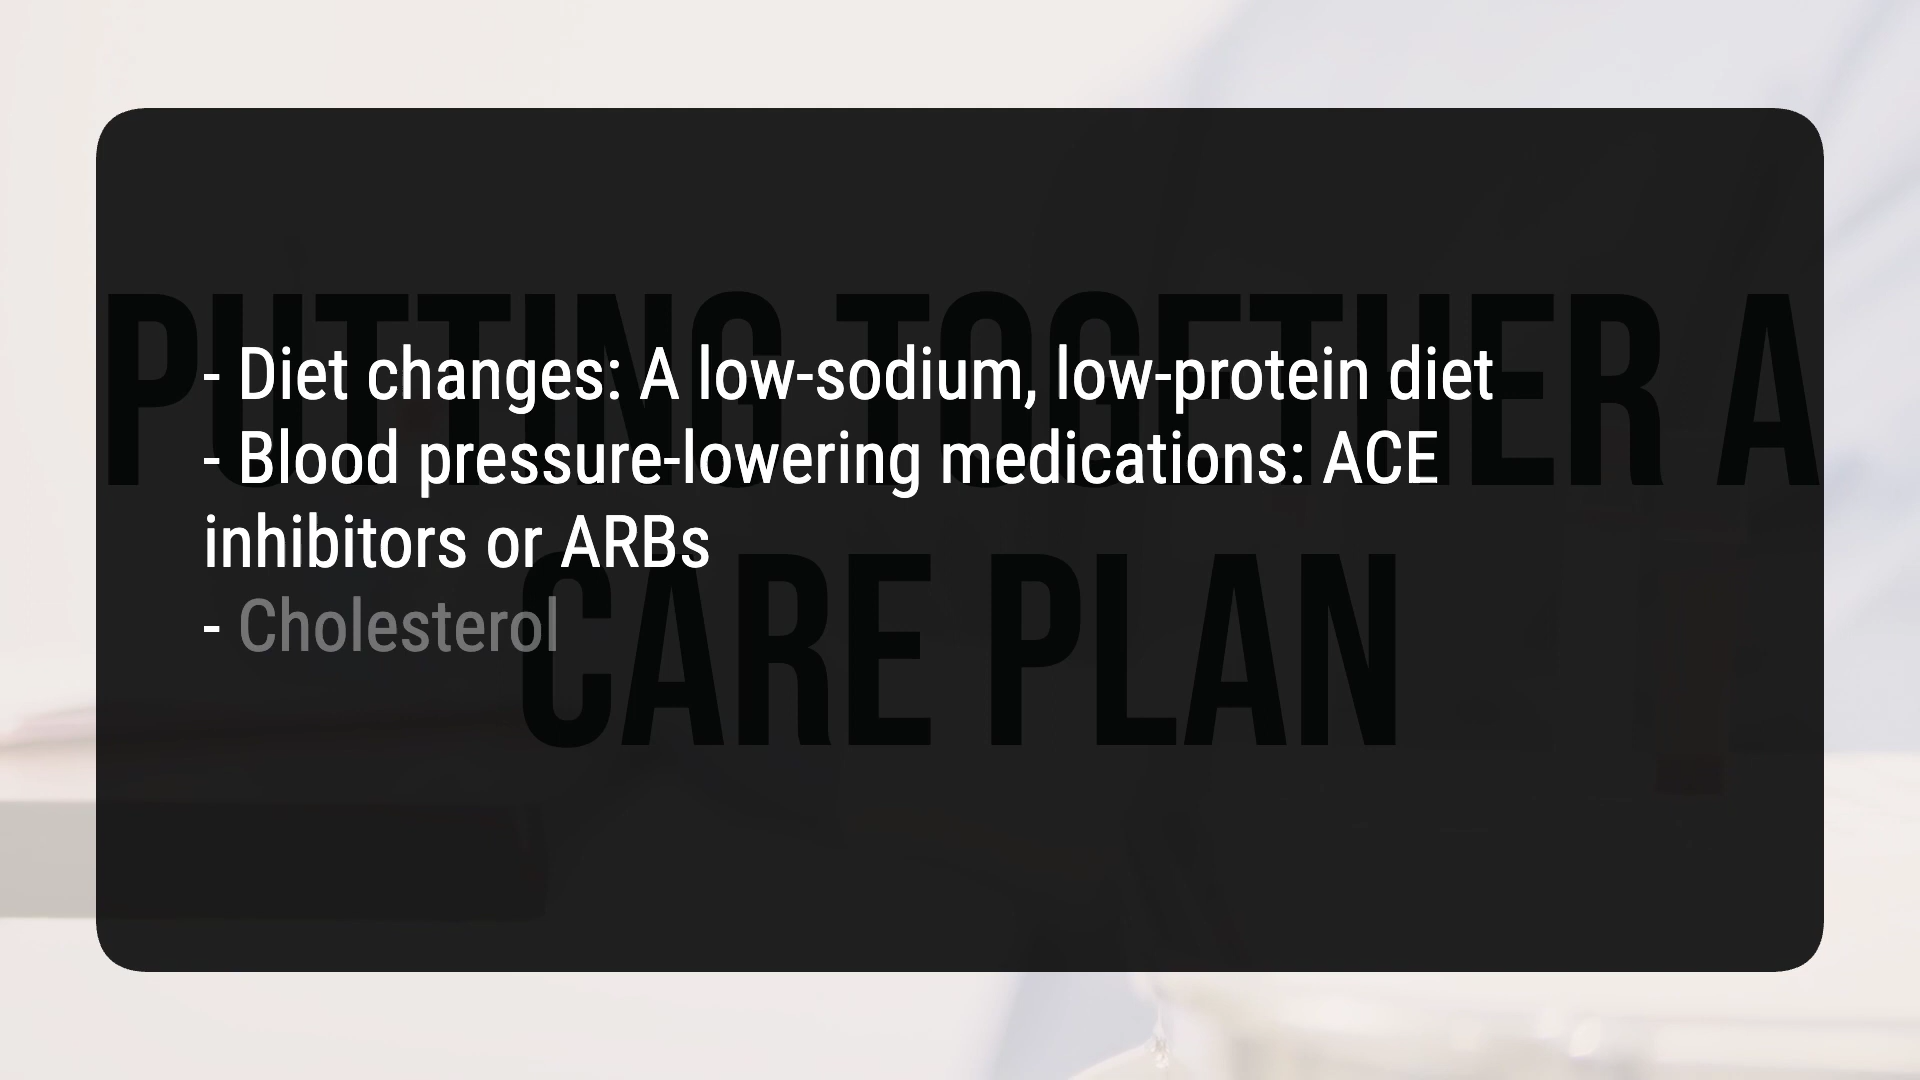 PUTTING TOGETHER A
CARE PLAN
- Diet changes: A low-sodium, low-protein diet
- Blood pressure-lowering medications: ACE
inhibitors or ARBs
- Cholesterol